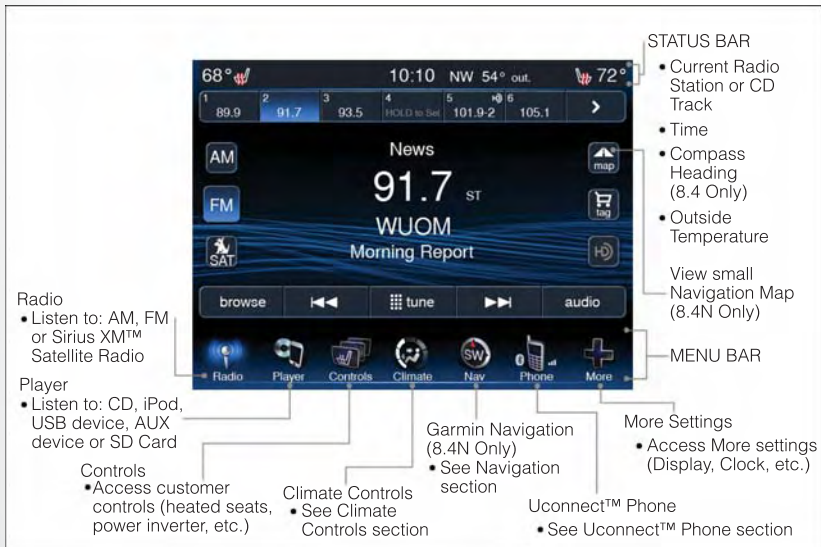 68° 10:10 NW 54° out. 72°
1 89.9 2 91.7 3 93.5 4 HOLD to Set 5 101.9-2 HD 6 105.1 >
AM
News
map
FM
91.7 ST
tag
WUOM
SAT
Morning Report
HD
browse tune audio
Radio Player Controls Climate Nav Phone More
SW
STATUS BAR
• Current Radio
Station or CD
Track
• Time
• Compass
Heading
(8.4 Only)
• Outside
Temperature
View small
Navigation Map
(8.4N Only)
MENU BAR
Radio
• Listen to: AM, FM
or Sirius XM™
Satellite Radio
Player
• Listen to: CD, iPod,
USB device, AUX
device or SD Card
Controls
• Access customer
controls (heated seats,
power inverter, etc.)
Climate Controls
• See Climate
Controls section
Garmin Navigation
(8.4N Only)
• See Navigation
section
Uconnect™ Phone
• See Uconnect™ Phone section
More Settings
• Access More settings
(Display, Clock, etc.)